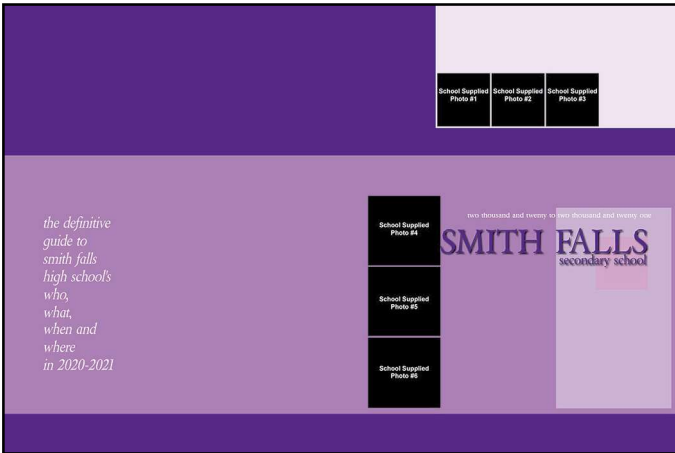 School Supplied
Photo #1
School Supplied
Photo #2
School Supplied
Photo #3
the definitive
guide to
smith falls
high school's
who,
what,
when and
where
in 2020-2021
School Supplied
Photo #4
School Supplied
Photo #5
School Supplied
Photo #6
two thousand and twenty to two thousand and twenty one
SMITH FALLS
secondary school